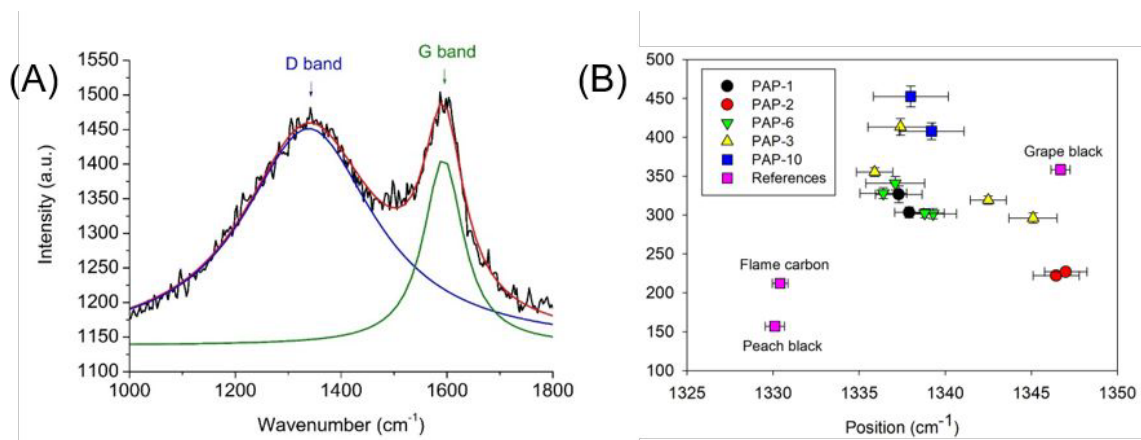 (A)
1550
1500
1450
1400
1350
1300
1250
1200
1150
1100
Intensity (a.u.)
D band
G band
1000
1200
1400
1600
1800
Wavenumber (cm-1)
(B)
500
450
400
350
300
250
200
150
100
PAP-1
PAP-2
PAP-6
PAP-3
PAP-10
References
Grape black
Flame carbon
Peach black
1325
1330
1335
1340
1345
1350
Position (cm-1)